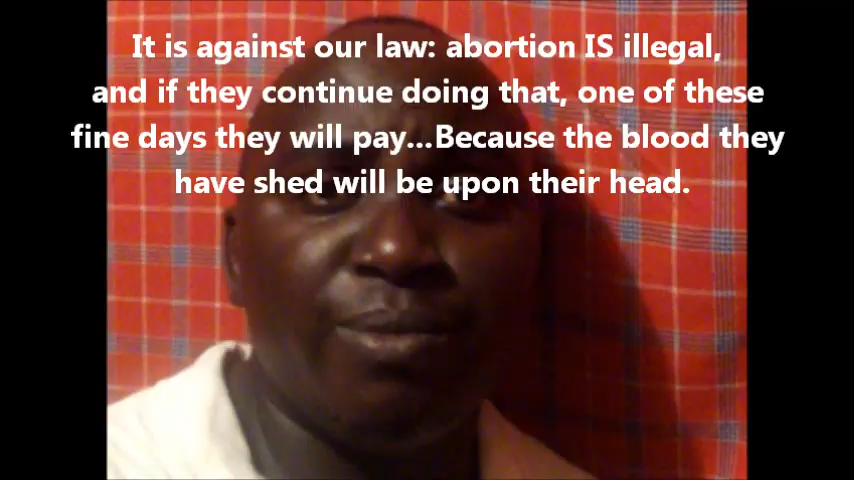 It is against our law: abortion IS illegal,
and if they continue doing that, one of these
fine days they will pay...Because the blood they
have shed will be upon their head.